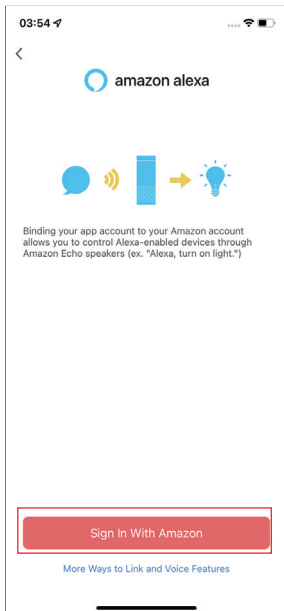 03:54
amazon alexa
Binding your app account to your Amazon account
allows you to control Alexa-enabled devices through
Amazon Echo speakers (ex. "Alexa, turn on light.")
Sign In With Amazon
More Ways to Link and Voice Features